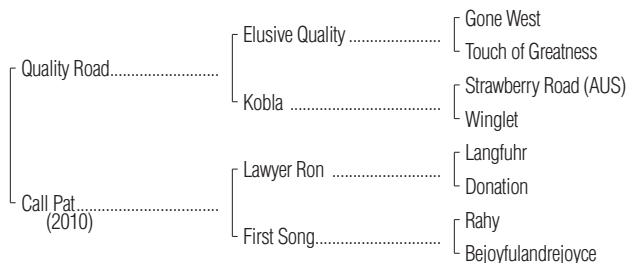 Gone West
Elusive Quality ....................
Touch of Greatness
Quality Road........................
Strawberry Road (AUS)
Kobla .................................
Winglet
Langfuhr
Lawyer Ron ........................
Donation
Call Pat................................
(2010)
Rahy
First Song...........................
Bejoyfulandrejoyce